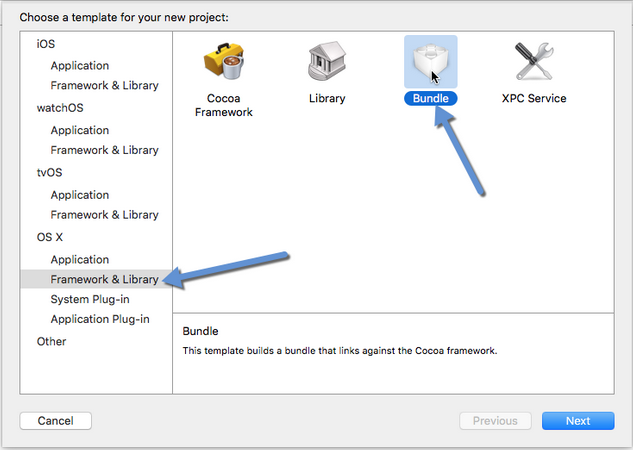 Choose a template for your new project:
iOS
Application
Framework & Library
watchOS
Application
Framework & Library
tvOS
Application
Framework & Library
OS X
Application
Framework & Library
System Plug-in
Application Plug-in
Other
Cocoa
Framework
Library
Bundle
XPC Service
Bundle
This template builds a bundle that links against the Cocoa framework.
Cancel
Previous
Next